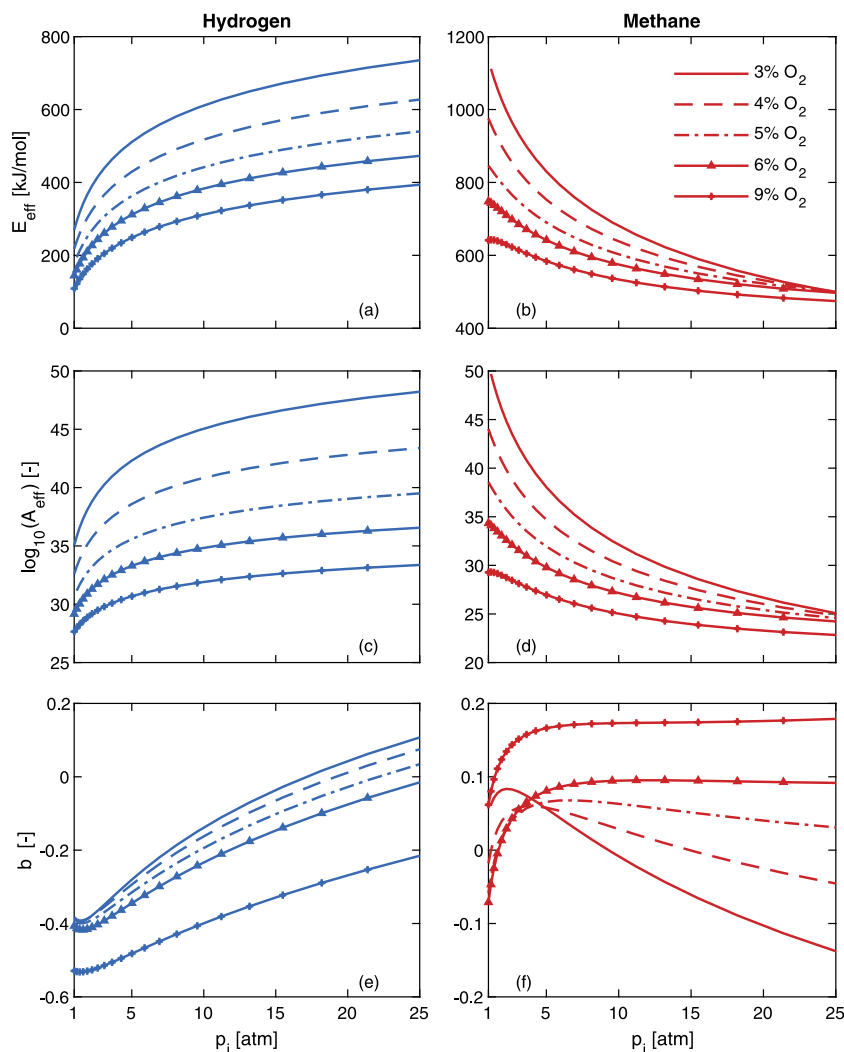 Hydrogen
Methane
800
600
400
200
0
E_eff [kJ/mol]
(a)
1200
1000
800
600
400
3% O₂
4% O₂
5% O₂
6% O₂
9% O₂
(b)
50
45
40
35
30
25
log₁₀(A_eff) [-]
(c)
50
45
40
35
30
25
20
(d)
0.2
0
-0.2
-0.4
-0.6
b [-]
(e)
1 5 10 15 20 25
p_i [atm]
0.2
0.1
0
-0.1
-0.2
(f)
1 5 10 15 20 25
p_i [atm]